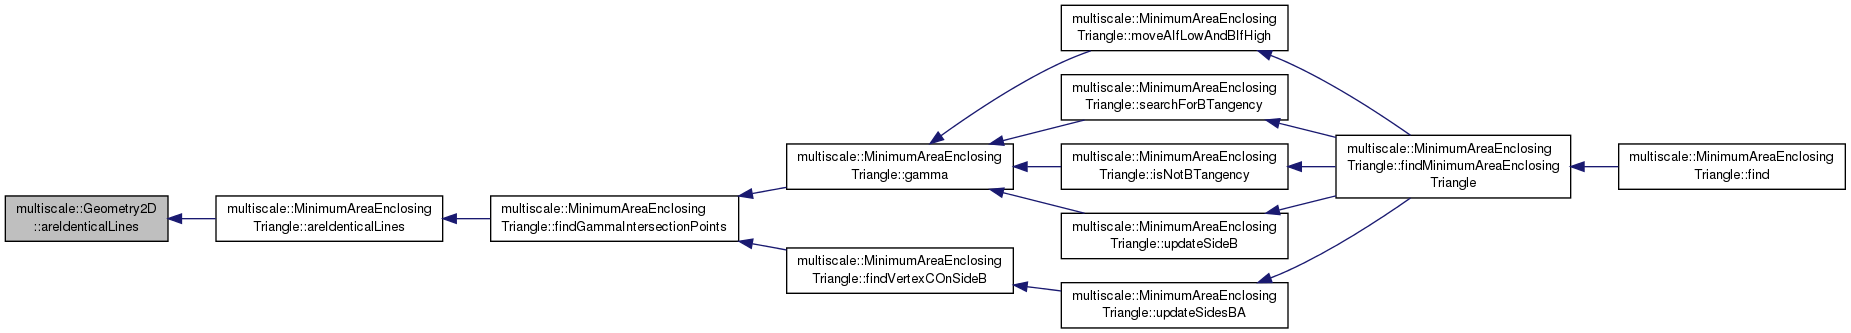 multiscale::Geometry2D
::areIdenticalLines
multiscale::MinimumAreaEnclosing
Triangle::areIdenticalLines
multiscale::MinimumAreaEnclosing
Triangle::findGammaIntersectionPoints
multiscale::MinimumAreaEnclosing
Triangle::gamma
multiscale::MinimumAreaEnclosing
Triangle::findVertexCOnSideB
multiscale::MinimumAreaEnclosing
Triangle::moveAIfLowAndBIfHigh
multiscale::MinimumAreaEnclosing
Triangle::searchForBTangency
multiscale::MinimumAreaEnclosing
Triangle::isNotBTangency
multiscale::MinimumAreaEnclosing
Triangle::updateSideB
multiscale::MinimumAreaEnclosing
Triangle::updateSidesBA
multiscale::MinimumAreaEnclosing
Triangle::findMinimumAreaEnclosing
Triangle
multiscale::MinimumAreaEnclosing
Triangle::find